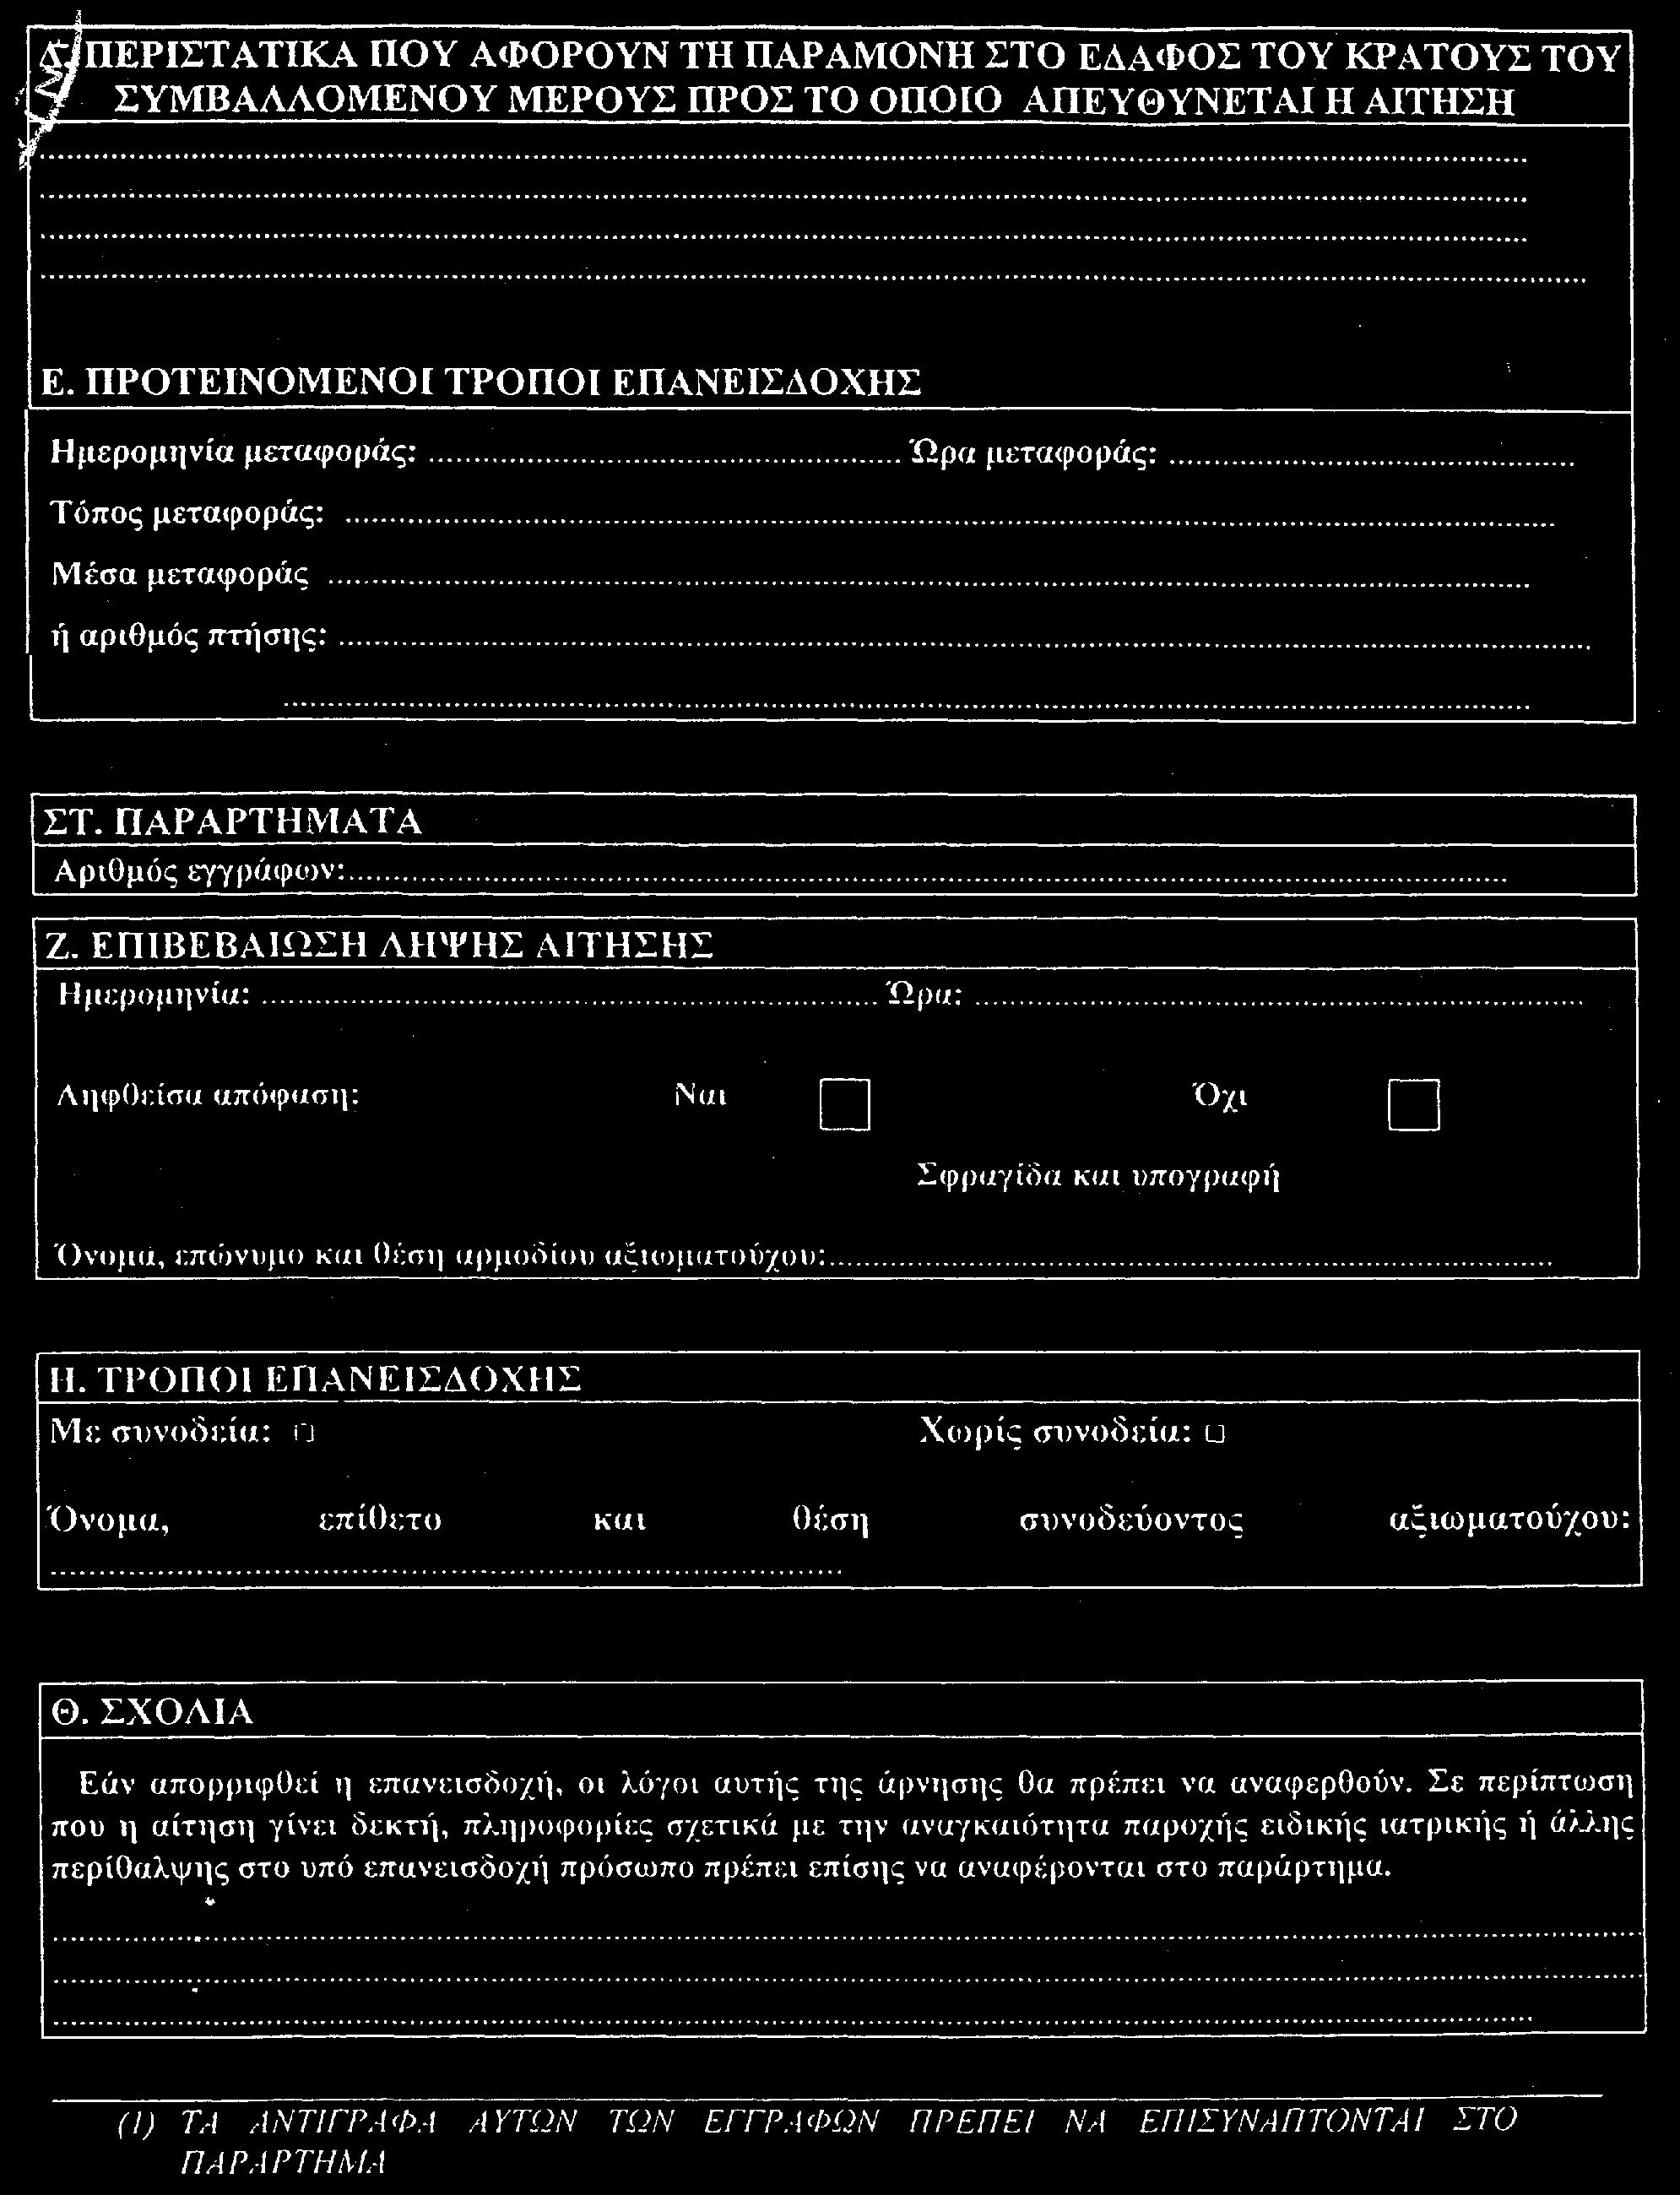 Δ. ΠΕΡΙΣΤΑΤΙΚΑ ΠΟΥ ΑΦΟΡΟΥΝ ΤΗ ΠΑΡΑΜΟΝΗ ΣΤΟ ΕΔΑΦΟΣ ΤΟΥ ΚΡΑΤΟΥΣ ΤΟΥ
ΣΥΜΒΑΛΛΟΜΕΝΟΥ ΜΕΡΟΥΣ ΠΡΟΣ ΤΟ ΟΠΟΙΟ ΑΠΕΥΘΥΝΕΤΑΙ Η ΑΙΤΗΣΗ
Ε. ΠΡΟΤΕΙΝΟΜΕΝΟΙ ΤΡΟΠΟΙ ΕΠΑΝΕΙΣΔΟΧΗΣ
Ημερομηνία μεταφοράς: .......... Ώρα μεταφοράς: ..........
Τόπος μεταφοράς: ..........
Μέσα μεταφοράς ..........
ή αριθμός πτήσης: ..........
ΣΤ. ΠΑΡΑΡΤΗΜΑΤΑ
Αριθμός εγγράφων:..........
Ζ. ΕΠΙΒΕΒΑΙΩΣΗ ΛΗΨΗΣ ΑΙΤΗΣΗΣ
Ημερομηνία: .......... Ώρα: ..........
Ληφθείσα απόφαση: Ναι □ Όχι □
Σφραγίδα και υπογραφή
Όνομα, επώνυμο και θέση αρμοδίου αξιωματούχου:..........
Η. ΤΡΟΠΟΙ ΕΠΑΝΕΙΣΔΟΧΗΣ
Με συνοδεία: □ Χωρίς συνοδεία: □
Όνομα, επίθετο και θέση συνοδεύοντος αξιωματούχου:
..........
Θ. ΣΧΟΛΙΑ
Εάν απορριφθεί η επανεισδοχή, οι λόγοι αυτής της άρνησης θα πρέπει να αναφερθούν. Σε περίπτωση
που η αίτηση γίνει δεκτή, πληροφορίες σχετικά με την αναγκαιότητα παροχής ειδικής ιατρικής ή άλλης
περίθαλψης στο υπό επανεισδοχή πρόσωπο πρέπει επίσης να αναφέρονται στο παράρτημα.
(1) ΤΑ ΑΝΤΙΓΡΑΦΑ ΑΥΤΩΝ ΤΩΝ ΕΓΓΡΑΦΩΝ ΠΡΕΠΕΙ ΝΑ ΕΠΙΣΥΝΑΠΤΟΝΤΑΙ ΣΤΟ
ΠΑΡΑΡΤΗΜΑ